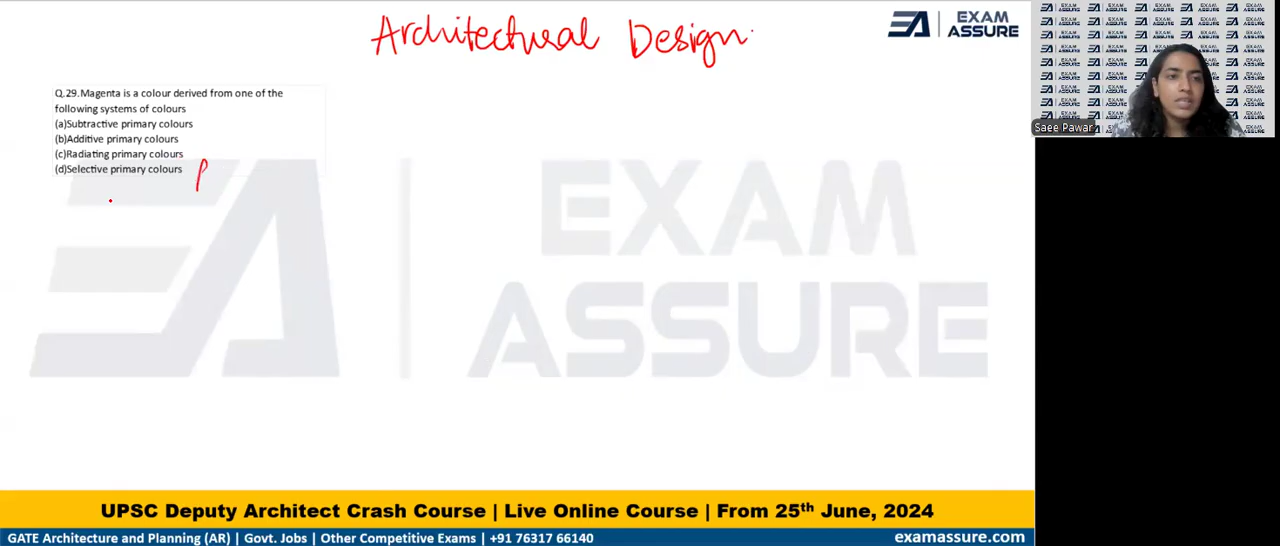 Architectural Design
EXAM
ASSURE
Q.29.Magenta is a colour derived from one of the
following systems of colours
(a)Subtractive primary colours
(b)Additive primary colours
(c)Radiating primary colours
(d)Selective primary colours
Saee Pawar
EXAM
ASSURE
UPSC Deputy Architect Crash Course | Live Online Course | From 25th June, 2024
GATE Architecture and Planning (AR) | Govt. Jobs | Other Competitive Exams | +91 76317 66140
examassure.com